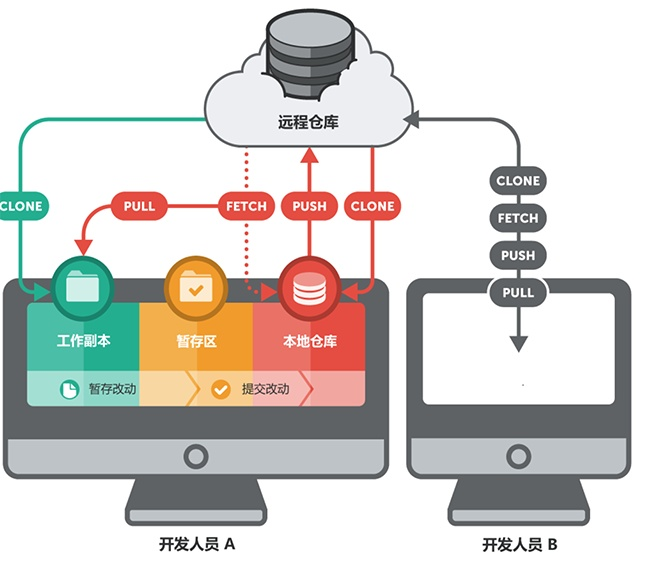 远程仓库
CLONE
PULL
FETCH
PUSH
CLONE
CLONE
FETCH
PUSH
PULL
工作副本
暂存区
本地仓库
暂存改动
提交改动
开发人员 A
开发人员 B